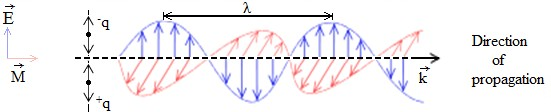 E
M
-q
+q
λ
k
Direction
of
propagation